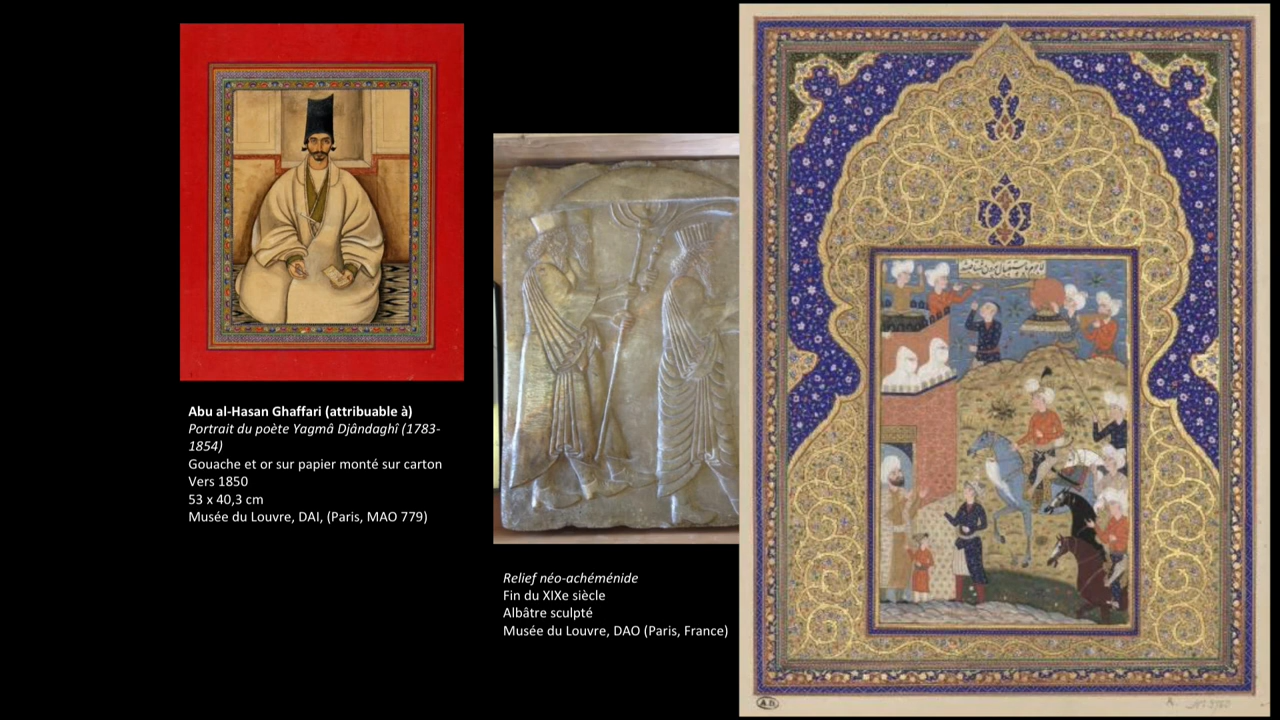 Abu al-Hasan Ghaffari (attribuable à)
Portrait du poète Yagmâ Djândaghî (1783-
1854)
Gouache et or sur papier monté sur carton
Vers 1850
53 x 40,3 cm
Musée du Louvre, DAI, (Paris, MAO 779)
Relief néo-achéménide
Fin du XIXe siècle
Albâtre sculpté
Musée du Louvre, DAO (Paris, France)